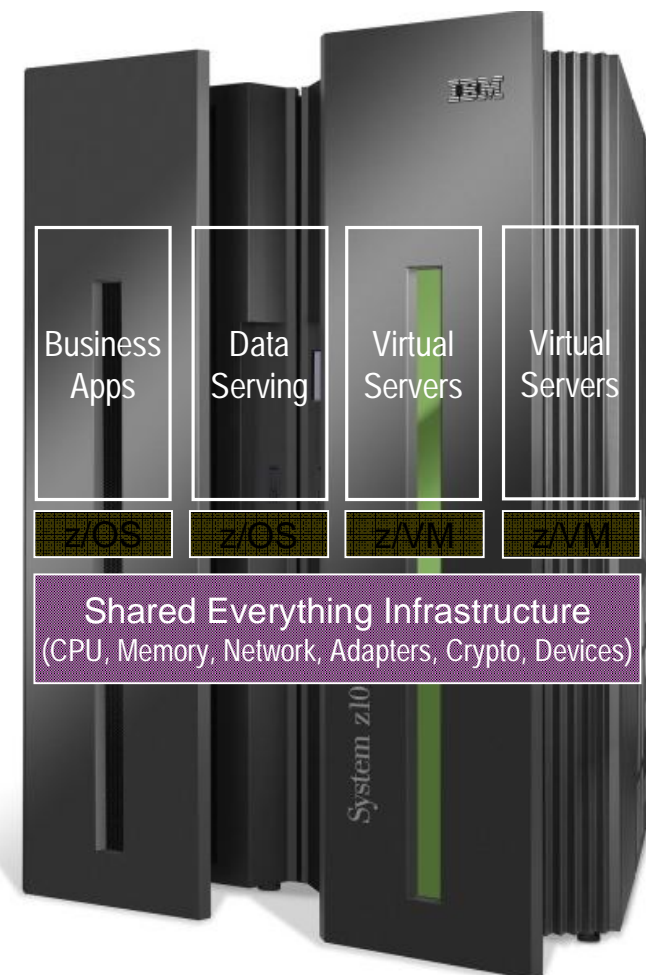 IBM
Business
Apps
Data
Serving
Virtual
Servers
Virtual
Servers
z/OS
z/OS
z/VM
z/VM
Shared Everything Infrastructure
(CPU, Memory, Network, Adapters, Crypto, Devices)
System z10